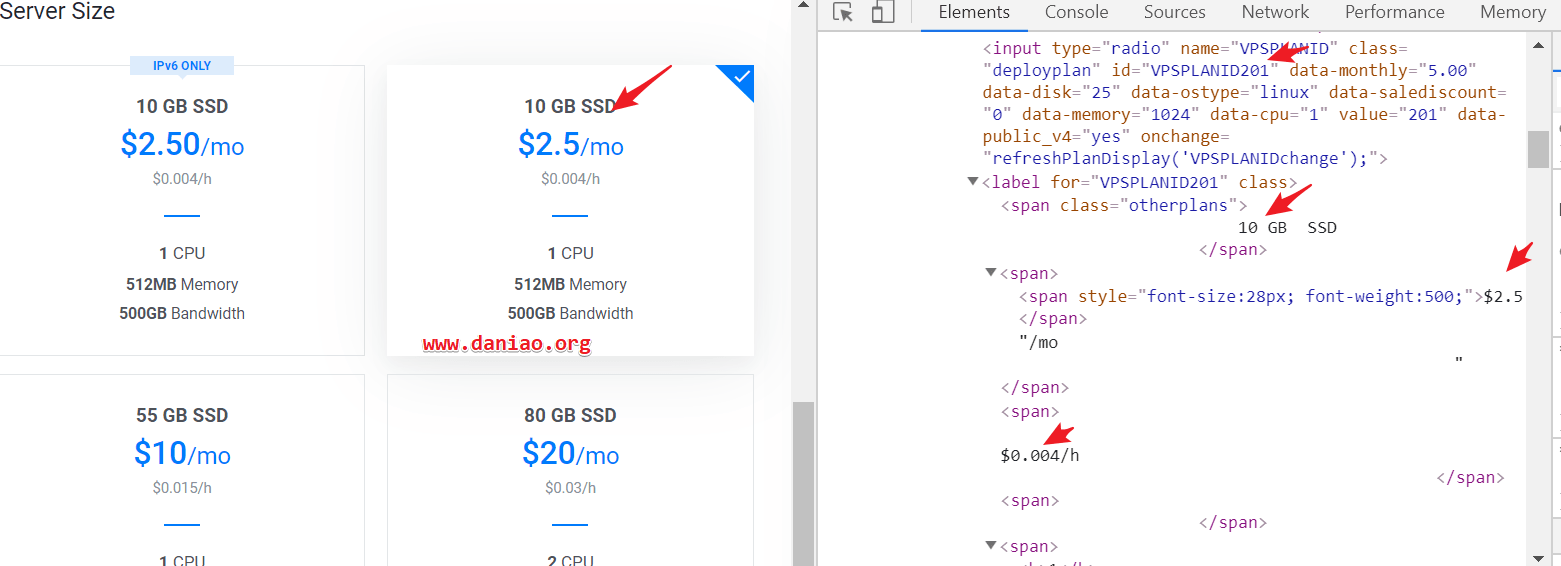 Server Size
IPv6 ONLY
10 GB SSD
$2.50/mo
$0.004/h
1 CPU
512MB Memory
500GB Bandwidth
10 GB SSD
$2.5/mo
$0.004/h
1 CPU
512MB Memory
500GB Bandwidth
www.daniao.org
55 GB SSD
$10/mo
$0.015/h
1 CPU
80 GB SSD
$20/mo
$0.03/h
2 CPU
Elements Console Sources Network Performance Memory
<input type="radio" name="VPSPLANID" class=
"deployplan" id="VPSPLANID201" data-monthly="5.00"
data-disk="25" data-ostype="linux" data-salediscount=
"0" data-memory="1024" data-cpu="1" value="201" data-
public_v4="yes" onchange=
"refreshPlanDisplay('VPSPLANIDchange');">
<label for="VPSPLANID201" class>
<span class="otherplans">
10 GB SSD
</span>
<span>
<span style="font-size:28px; font-weight:500;">$2.5
</span>
"/mo
"
</span>
<span>
$0.004/h
</span>
<span>
</span>
<span>